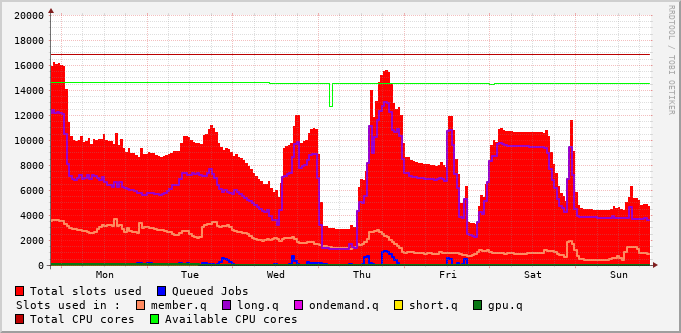 RRDTOOL / TOBI OETIKER
20000
18000
16000
14000
12000
10000
8000
6000
4000
2000
0
Mon Tue Wed Thu Fri Sat Sun
Total slots used Queued Jobs
Slots used in : member.q long.q ondemand.q short.q gpu.q
Total CPU cores Available CPU cores